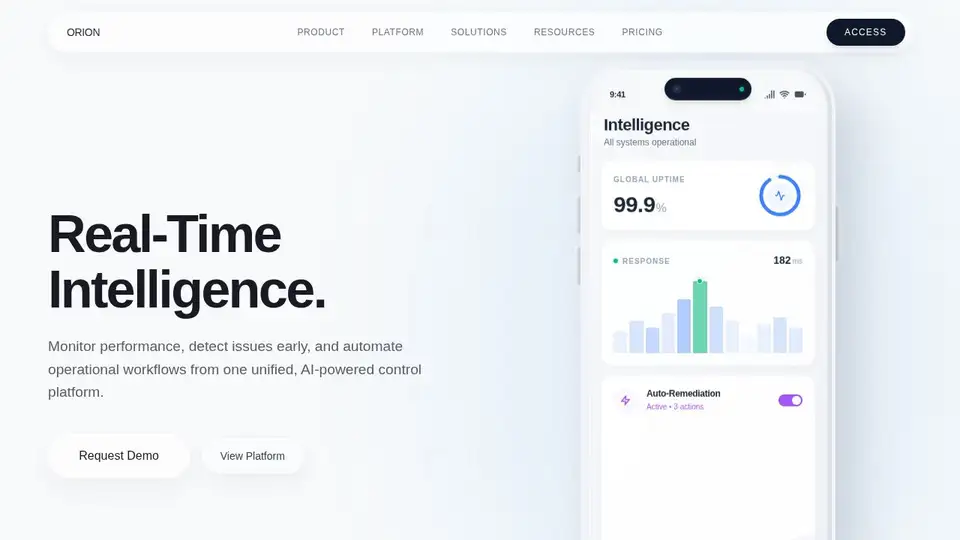 ORION
PRODUCT
PLATFORM
SOLUTIONS
RESOURCES
PRICING
ACCESS
9:41
Intelligence
All systems operational
GLOBAL UPTIME
99.9%
RESPONSE
182 ms
Auto-Remediation
Active • 3 actions
Real-Time
Intelligence.
Monitor performance, detect issues early, and automate
operational workflows from one unified, AI-powered control
platform.
Request Demo
View Platform